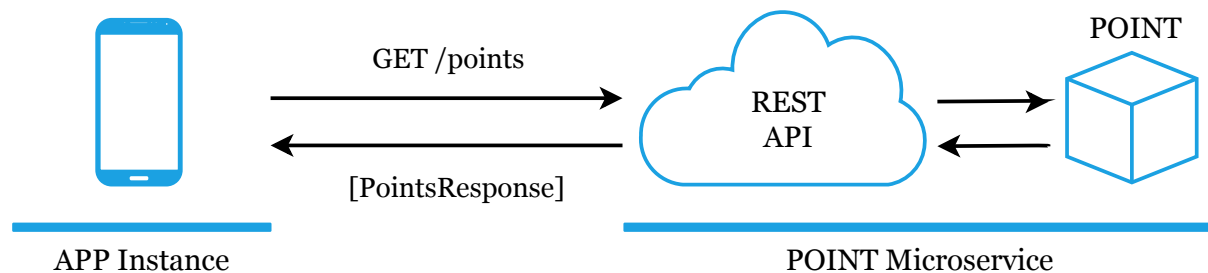 POINT
GET /points
REST
API
[PointsResponse]
APP Instance
POINT Microservice